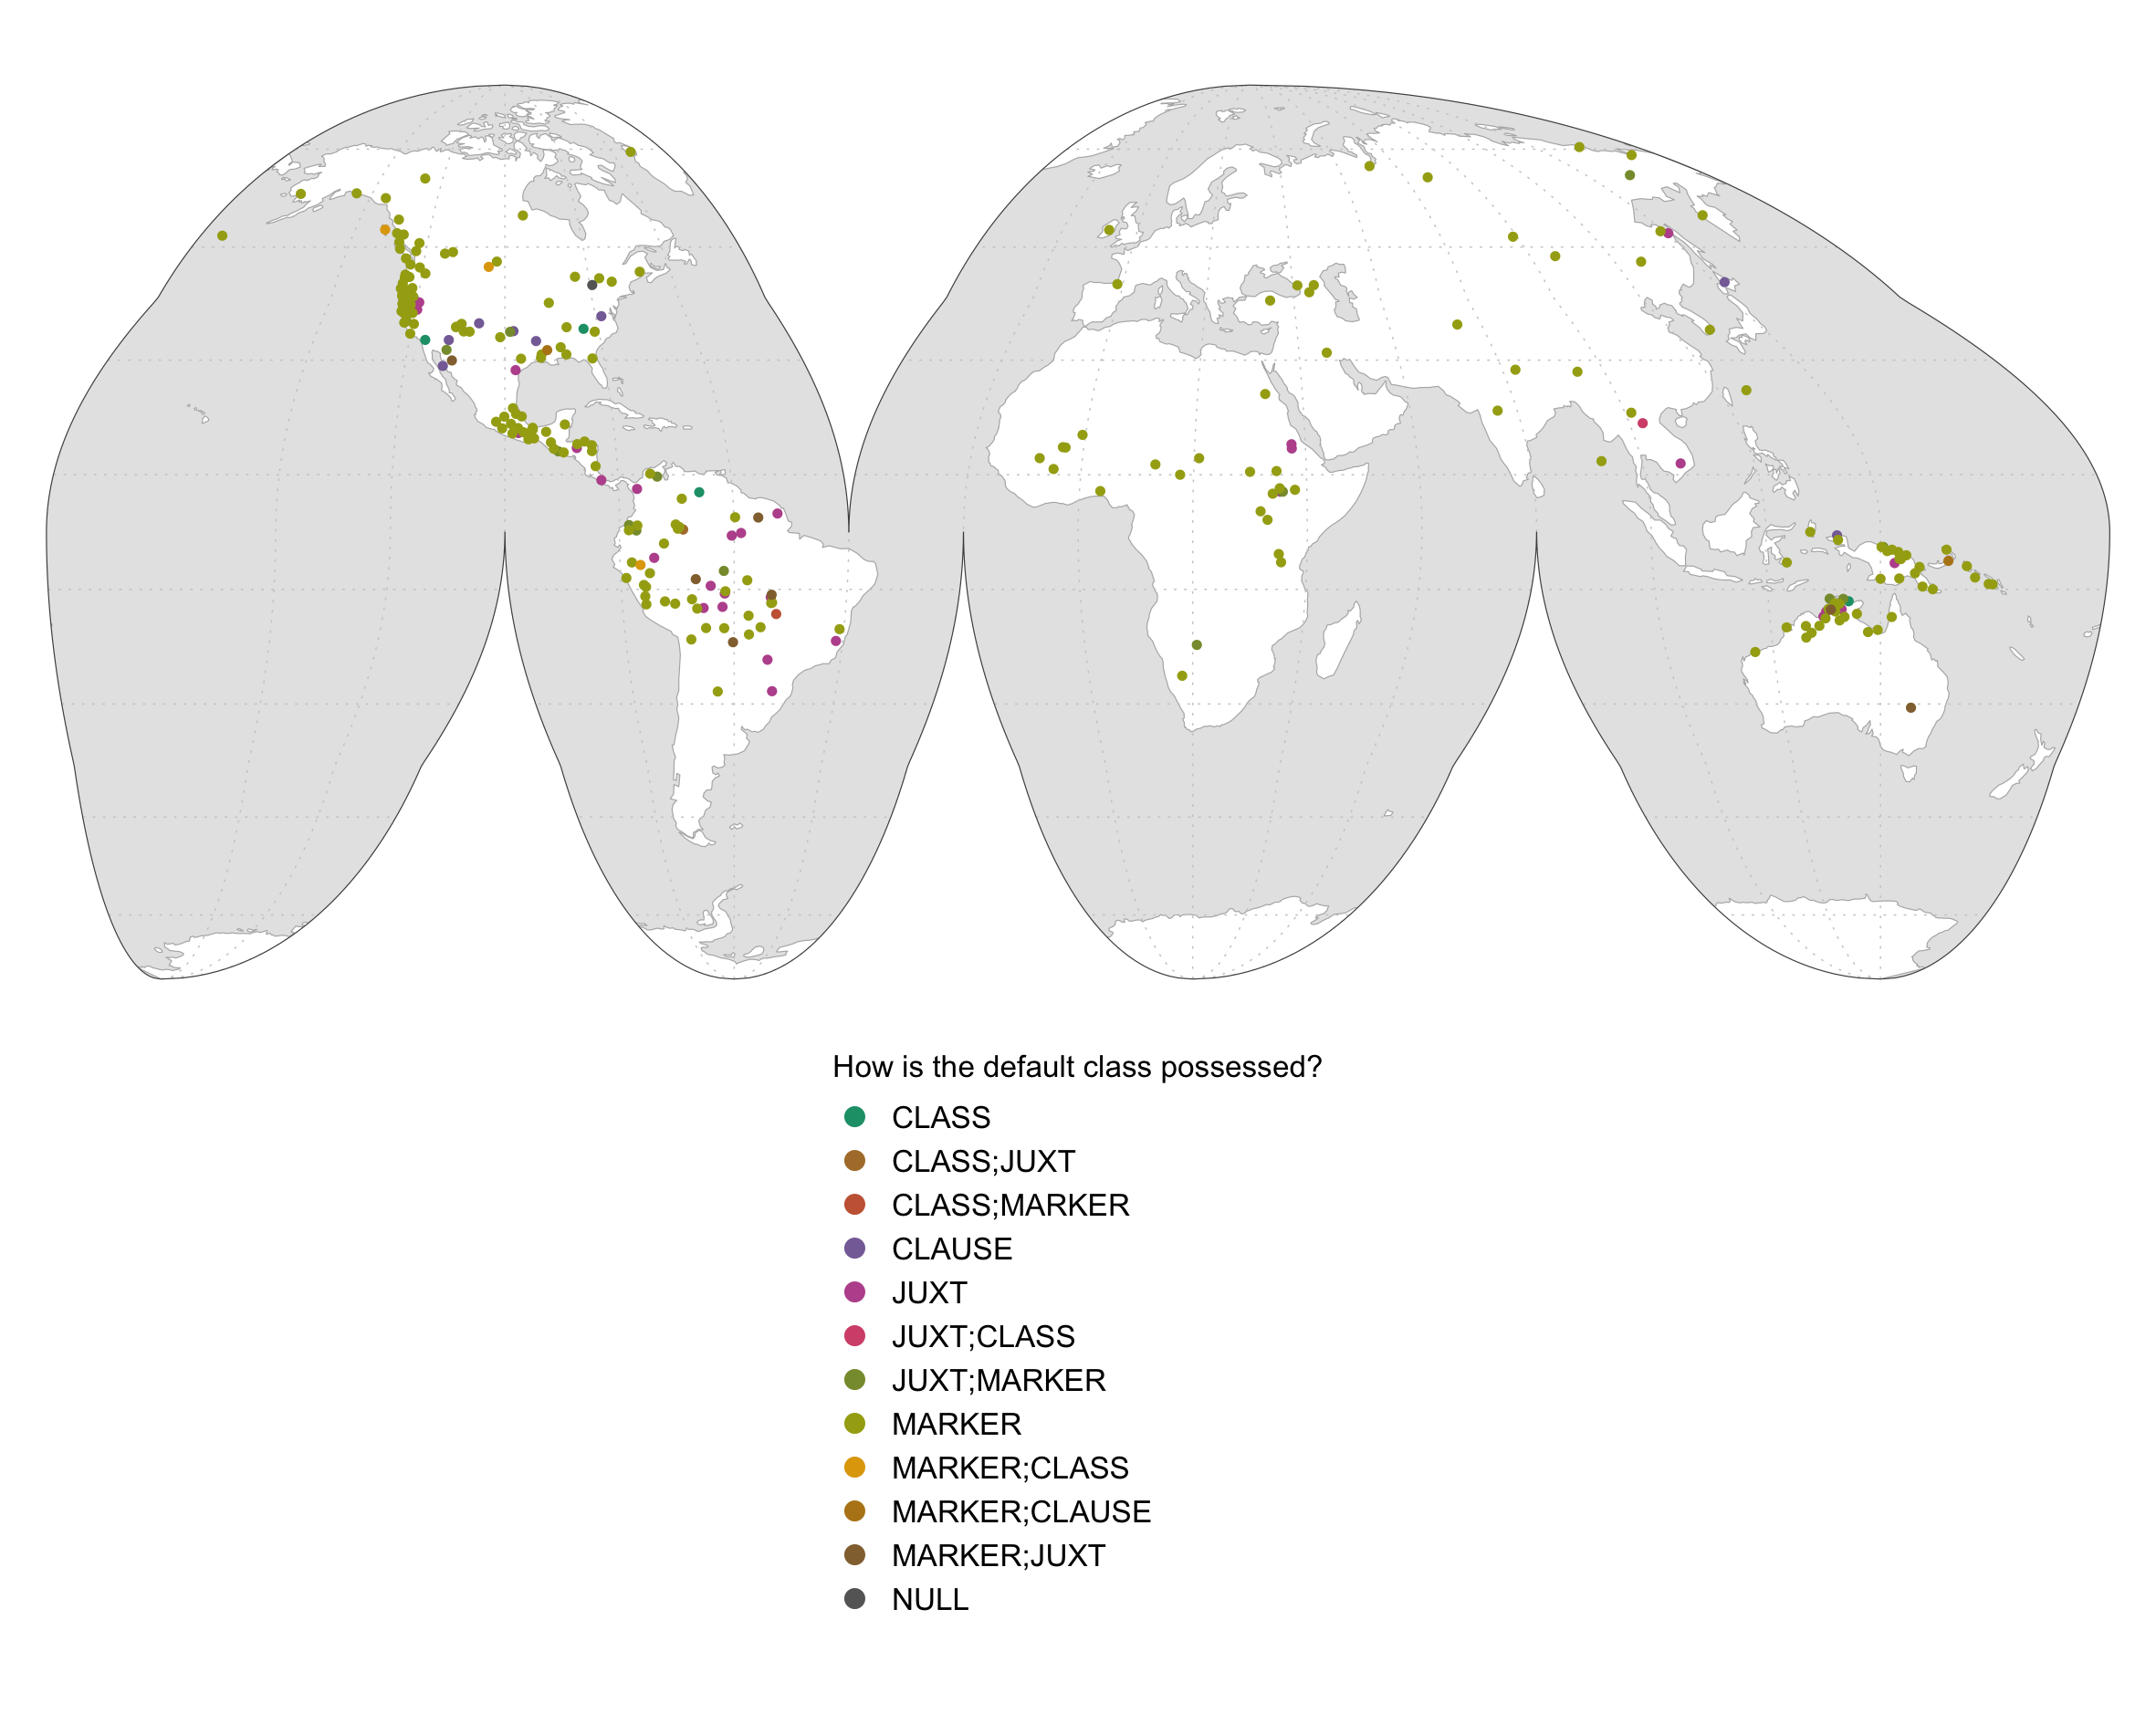 How is the default class possessed?
CLASS
CLASS;JUXT
CLASS;MARKER
CLAUSE
JUXT
JUXT;CLASS
JUXT;MARKER
MARKER
MARKER;CLASS
MARKER;CLAUSE
MARKER;JUXT
NULL